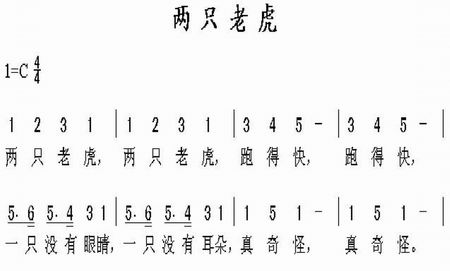 两只老虎
1=C 4/4
1 2 3 1 | 1 2 3 1 | 3 4 5 - | 3 4 5 - |
两只老虎, 两只老虎, 跑得快, 跑得快,
5· 6 5· 4 3 1 | 5· 6 5· 4 3 1 | 1 5 1 - | 1 5 1 - |
一只没有眼睛, 一只没有耳朵, 真奇怪, 真奇怪。